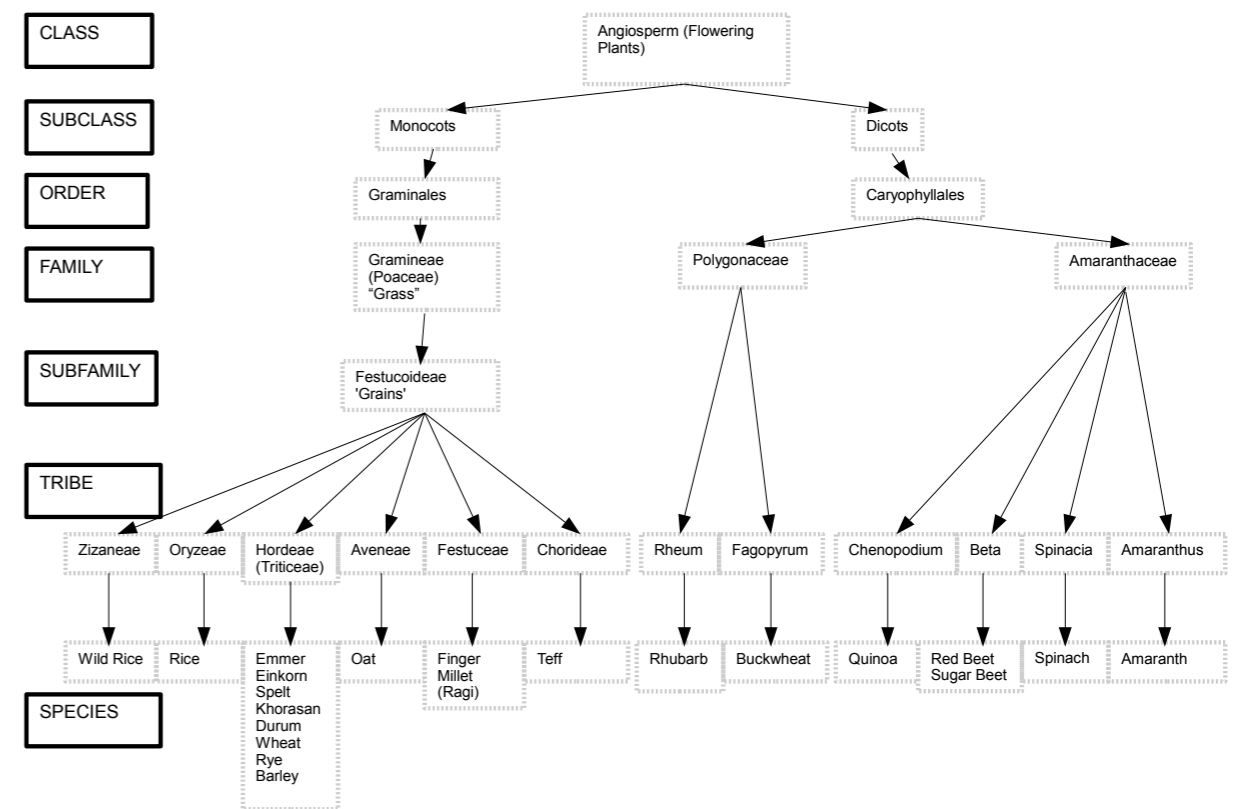 CLASS
Angiosperm (Flowering
Plants)
SUBCLASS
Monocots
Dicots
ORDER
Graminales
Caryophyllales
FAMILY
Gramineae
(Poaceae)
“Grass”
Polygonaceae
Amaranthaceae
SUBFAMILY
Festucoideae
'Grains'
TRIBE
Zizaneae
Oryzeae
Hordeae
(Triticeae)
Aveneae
Festuceae
Chorideae
Rheum
Fagopyrum
Chenopodium
Beta
Spinacia
Amaranthus
SPECIES
Wild Rice
Rice
Emmer
Einkorn
Spelt
Khorasan
Durum
Wheat
Rye
Barley
Oat
Finger
Millet
(Ragi)
Teff
Rhubarb
Buckwheat
Quinoa
Red Beet
Sugar Beet
Spinach
Amaranth